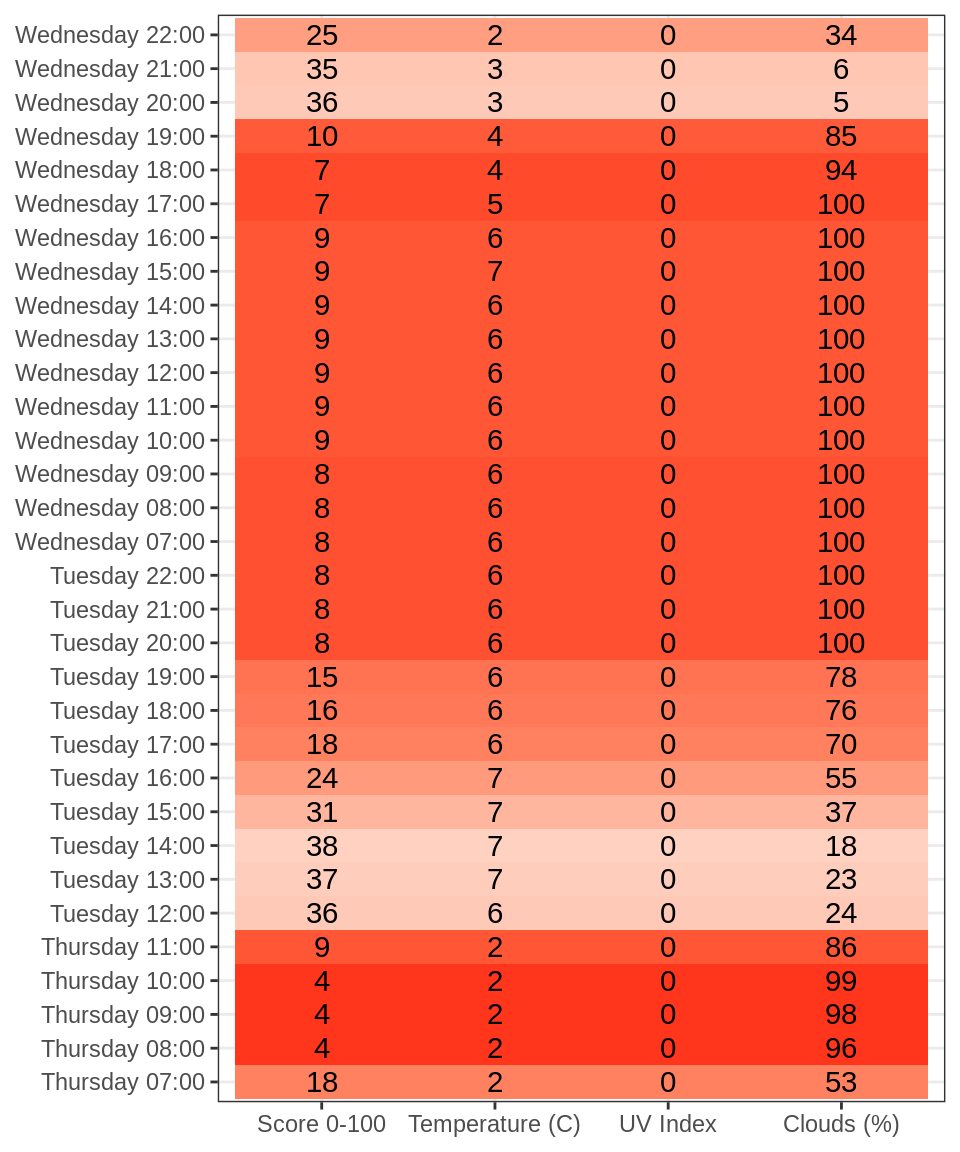 Wednesday 22:00 25 2 0 34
Wednesday 21:00 35 3 0 6
Wednesday 20:00 36 3 0 5
Wednesday 19:00 10 4 0 85
Wednesday 18:00 7 4 0 94
Wednesday 17:00 7 5 0 100
Wednesday 16:00 9 6 0 100
Wednesday 15:00 9 7 0 100
Wednesday 14:00 9 6 0 100
Wednesday 13:00 9 6 0 100
Wednesday 12:00 9 6 0 100
Wednesday 11:00 9 6 0 100
Wednesday 10:00 9 6 0 100
Wednesday 09:00 8 6 0 100
Wednesday 08:00 8 6 0 100
Wednesday 07:00 8 6 0 100
Tuesday 22:00 8 6 0 100
Tuesday 21:00 8 6 0 100
Tuesday 20:00 8 6 0 100
Tuesday 19:00 15 6 0 78
Tuesday 18:00 16 6 0 76
Tuesday 17:00 18 6 0 70
Tuesday 16:00 24 7 0 55
Tuesday 15:00 31 7 0 37
Tuesday 14:00 38 7 0 18
Tuesday 13:00 37 7 0 23
Tuesday 12:00 36 6 0 24
Thursday 11:00 9 2 0 86
Thursday 10:00 4 2 0 99
Thursday 09:00 4 2 0 98
Thursday 08:00 4 2 0 96
Thursday 07:00 18 2 0 53
Score 0-100 Temperature (C) UV Index Clouds (%)